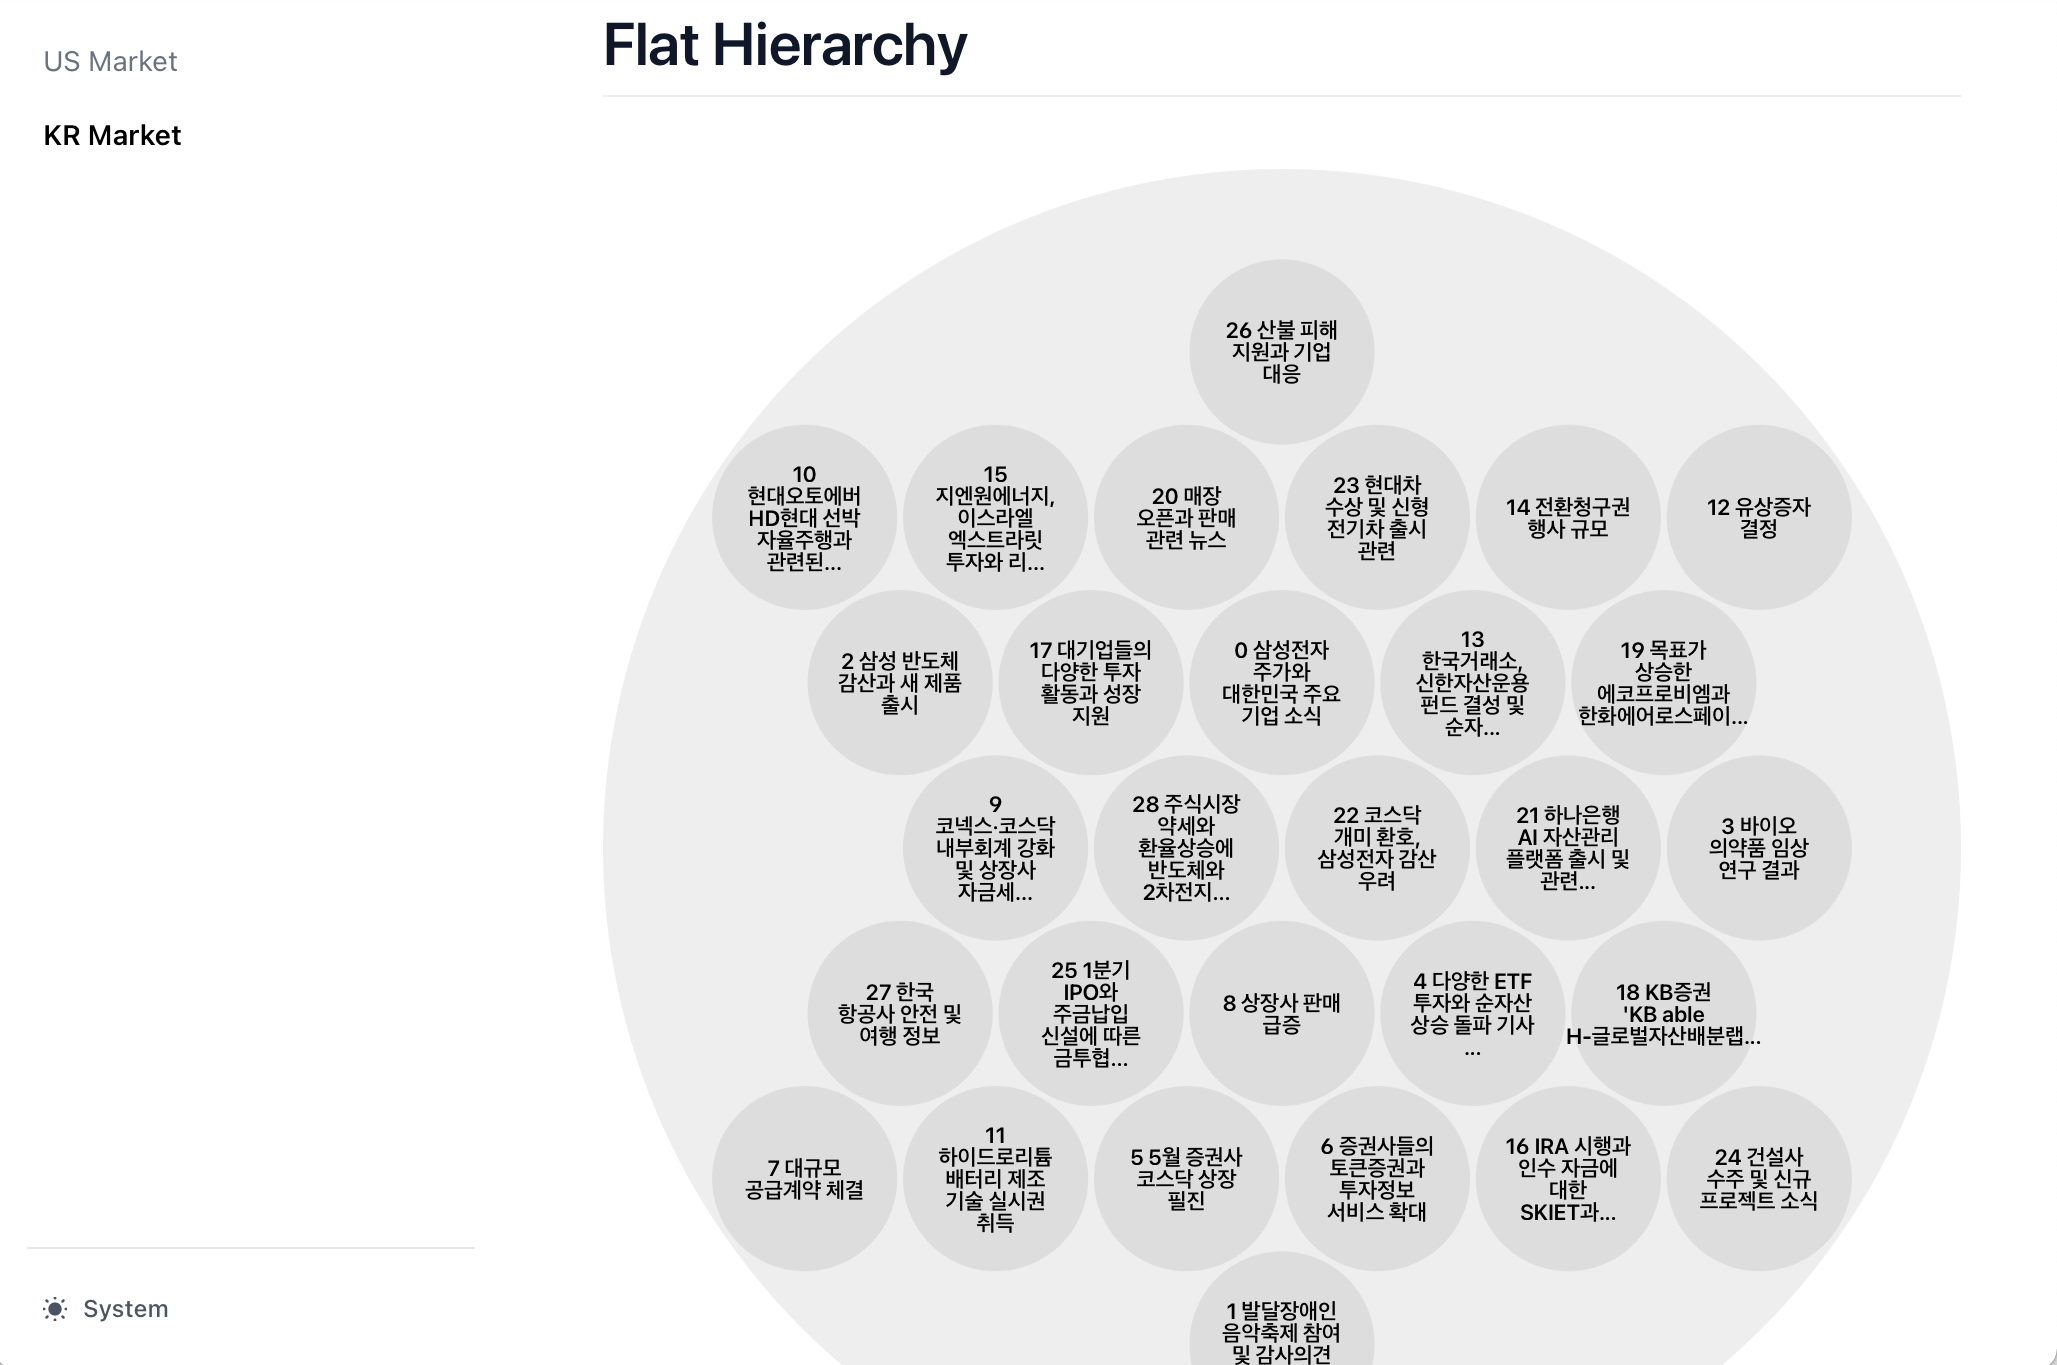 US Market
KR Market
System
Flat Hierarchy
26 산불 피해
지원과 기업
대응
10
현대오토에버
HD현대 선박
자율주행과
관련된...
15
지엔원에너지,
이스라엘
엑스트라릿
투자와 리...
20 매장
오픈과 판매
관련 뉴스
23 현대차
수상 및 신형
전기차 출시
관련
14 전환청구권
행사 규모
12 유상증자
결정
2 삼성 반도체
감산과 새 제품
출시
17 대기업들의
다양한 투자
활동과 성장
지원
0 삼성전자
주가와
대한민국 주요
기업 소식
13
한국거래소,
신한자산운용
펀드 결성 및
순자...
19 목표가
상승한
에코프로비엠과
한화에어로스페이...
9
코넥스·코스닥
내부회계 강화
및 상장사
자금세...
28 주식시장
약세와
환율상승에
반도체와
2차전지...
22 코스닥
개미 환호,
삼성전자 감산
우려
21 하나은행
AI 자산관리
플랫폼 출시 및
관련...
3 바이오
의약품 임상
연구 결과
27 한국
항공사 안전 및
여행 정보
25 1분기
IPO와
주금납입
신설에 따른
금투협...
8 상장사 판매
급증
4 다양한 ETF
투자와 순자산
상승 돌파 기사
...
18 KB증권
'KB able
H-글로벌자산배분랩...
7 대규모
공급계약 체결
11
하이드로리튬
배터리 제조
기술 실시권
취득
5 5월 증권사
코스닥 상장
필진
6 증권사들의
토큰증권과
투자정보
서비스 확대
16 IRA 시행과
인수 자금에
대한
SKIET과...
24 건설사
수주 및 신규
프로젝트 소식
1 발달장애인
음악축제 참여
및 감사의견